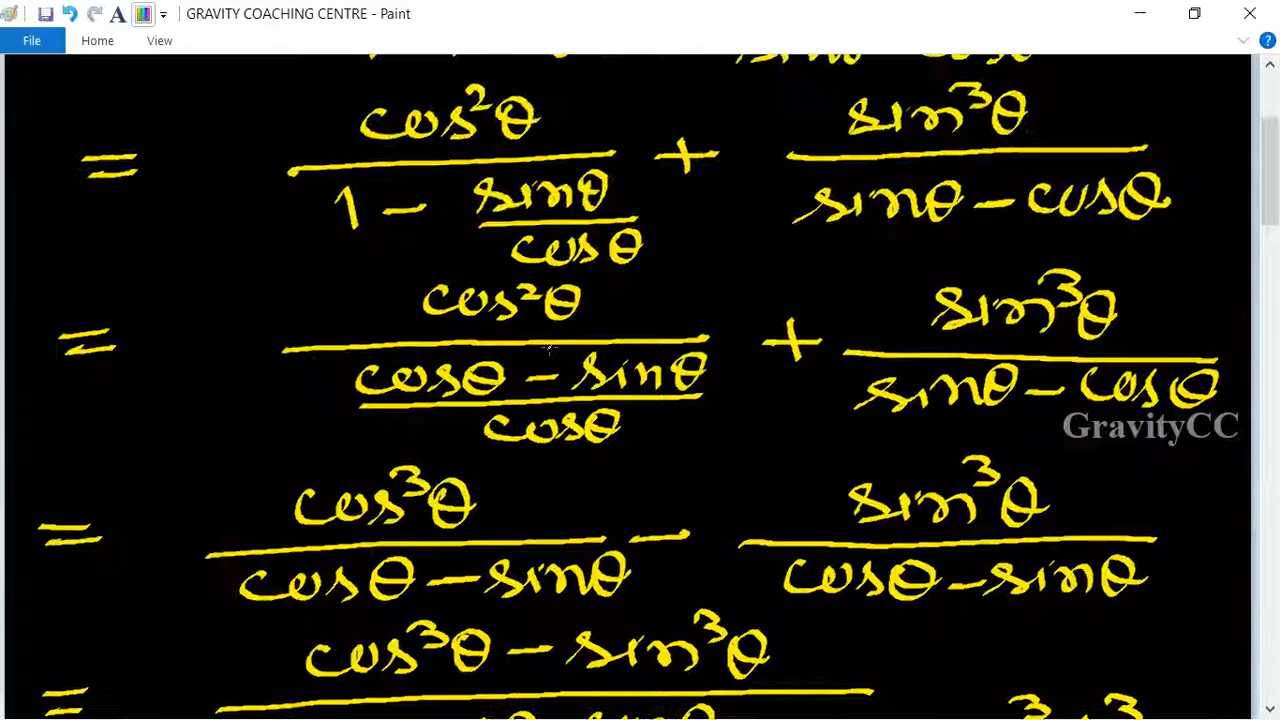 GRAVITY COACHING CENTRE - Paint
File Home View
= cos²θ / (1 - sinθ/cosθ) + sin³θ / (sinθ - cosθ)
= cos²θ / ((cosθ - sinθ)/cosθ) + sin³θ / (sinθ - cosθ)
GravityCC
= cos³θ / (cosθ - sinθ) - sin³θ / (cosθ - sinθ)
= cos³θ - sin³θ